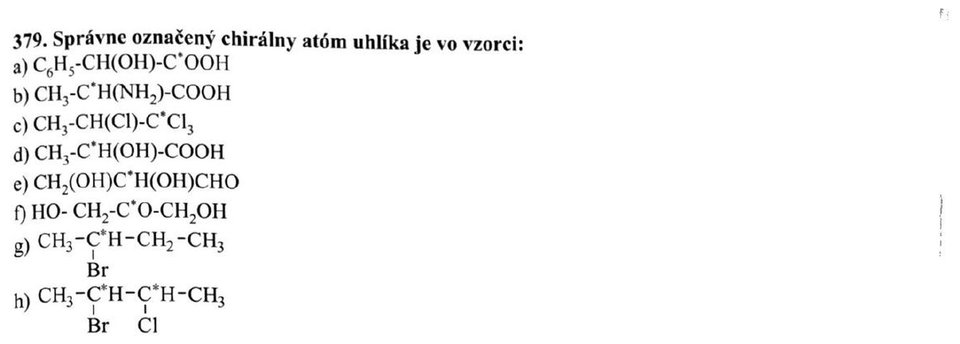 379. Správne označený chirálny atóm uhlíka je vo vzorci:
a) C₆H₅-CH(OH)-C*OOH
b) CH₃-C*H(NH₂)-COOH
c) CH₃-CH(Cl)-C*Cl₃
d) CH₃-C*H(OH)-COOH
e) CH₂(OH)C*H(OH)CHO
f) HO- CH₂-C*O-CH₂OH
g) CH₃-C*H-CH₂-CH₃
Br
h) CH₃-C*H-C*H-CH₃
Br Cl